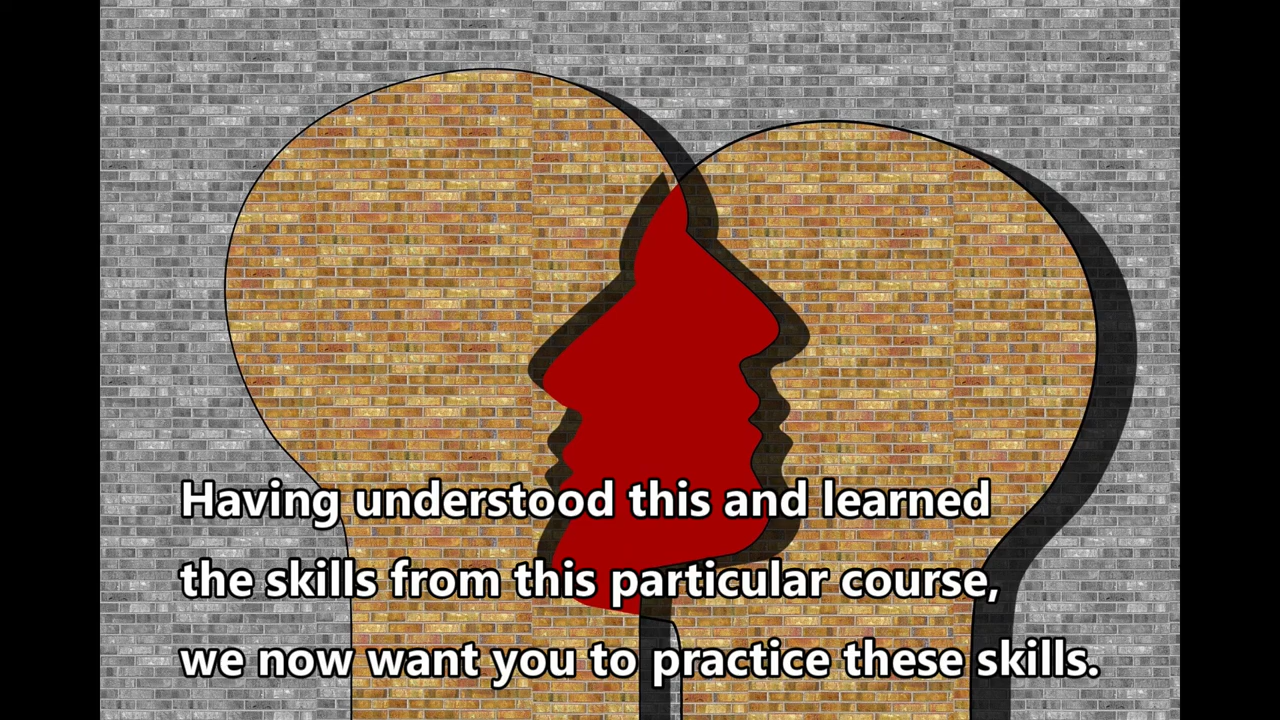 Having understood this and learned
the skills from this particular course,
we now want you to practice these skills.